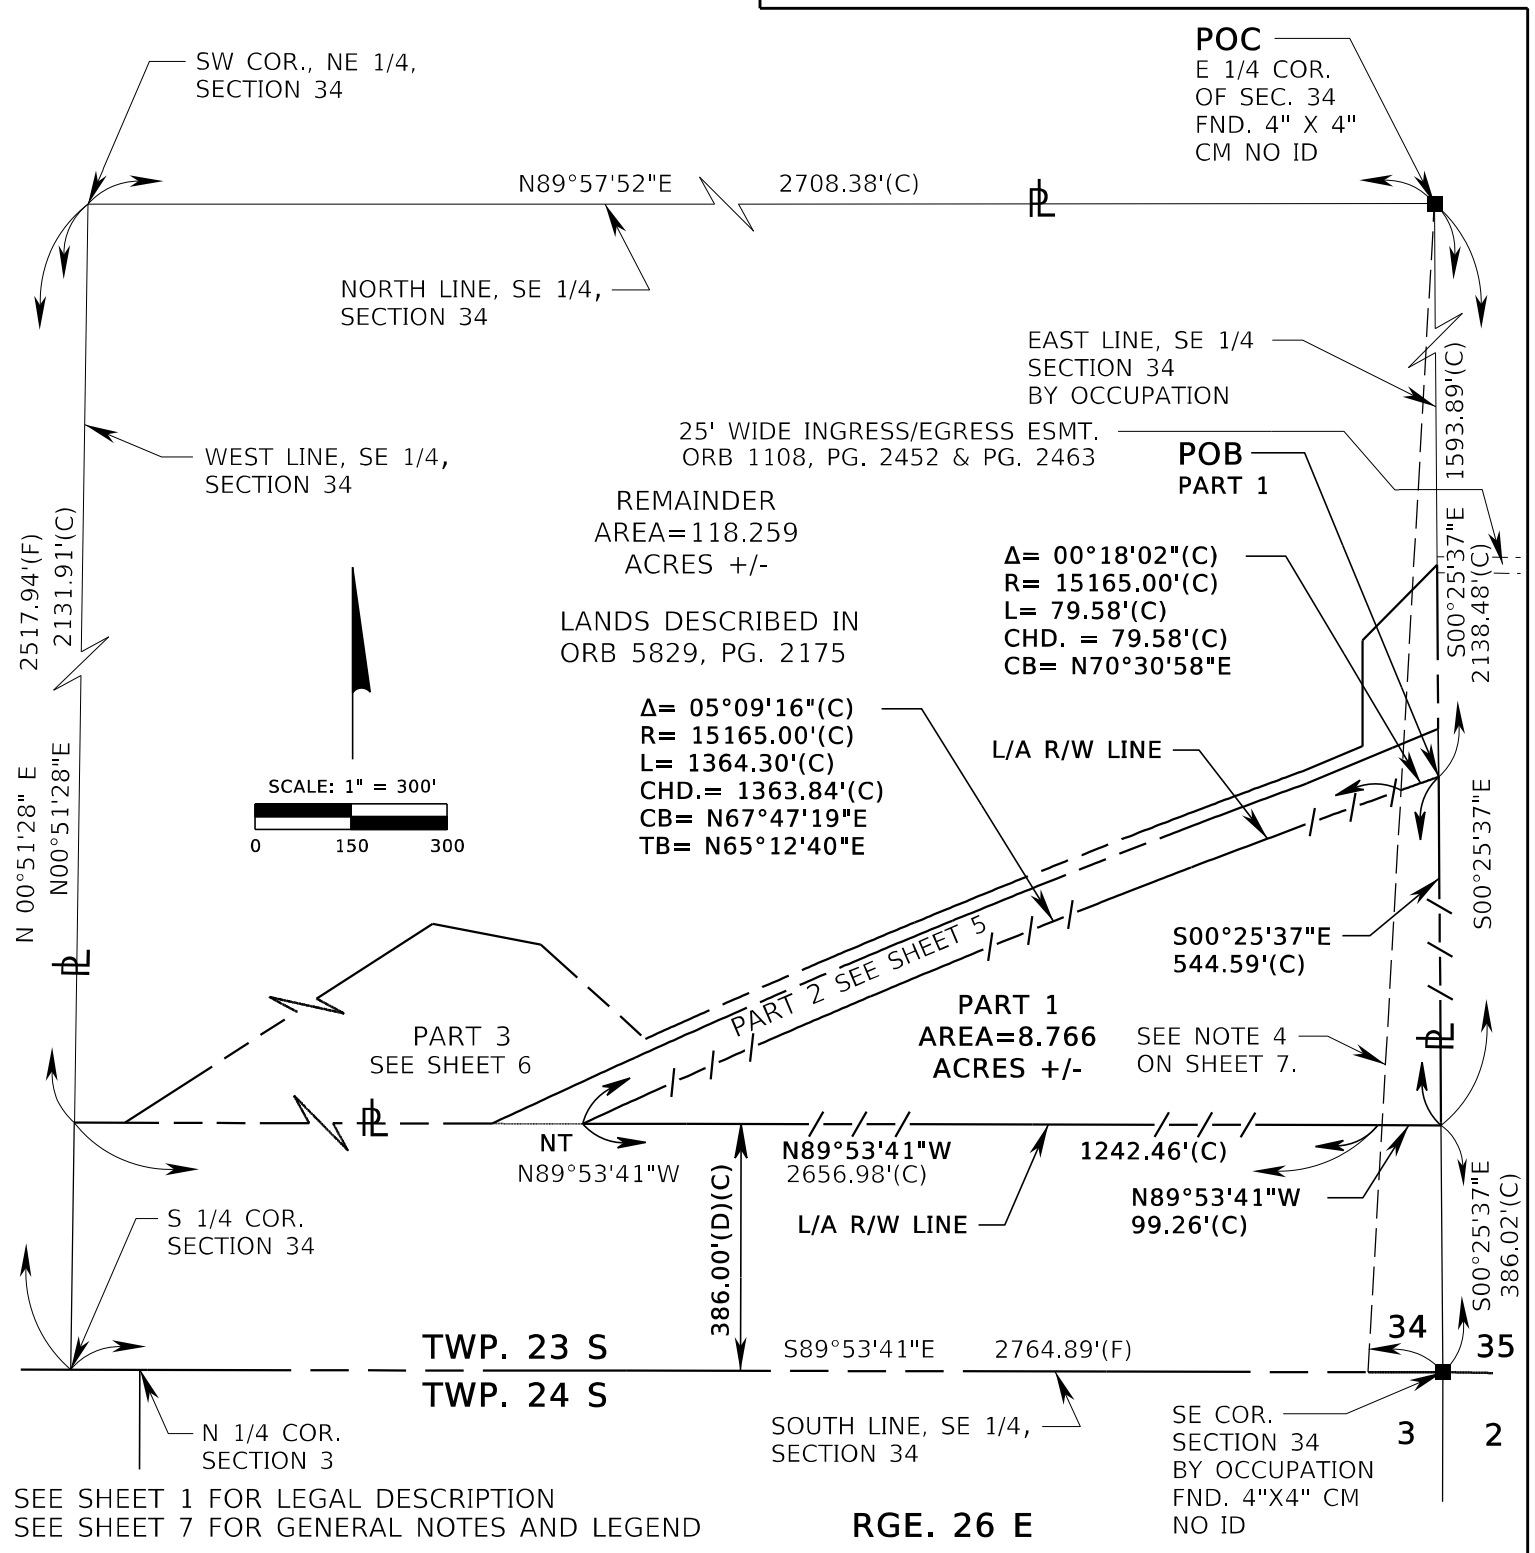 POC
E 1/4 COR.
OF SEC. 34
FND. 4" X 4"
CM NO ID
SW COR., NE 1/4,
SECTION 34
N89°57'52"E
2708.38'(C)
PL
NORTH LINE, SE 1/4,
SECTION 34
EAST LINE, SE 1/4
SECTION 34
BY OCCUPATION
25' WIDE INGRESS/EGRESS ESMT.
ORB 1108, PG. 2452 & PG. 2463
POB
PART 1
WEST LINE, SE 1/4,
SECTION 34
REMAINDER
AREA=118.259
ACRES +/-
LANDS DESCRIBED IN
ORB 5829, PG. 2175
Δ= 00°18'02"(C)
R= 15165.00'(C)
L= 79.58'(C)
CHD. = 79.58'(C)
CB= N70°30'58"E
S00°25'37"E 1593.89'(C)
2138.48'(C)
S00°25'37"E
2517.94'(F)
2131.91'(C)
N 00°51'28" E
N00°51'28"E
Δ= 05°09'16"(C)
R= 15165.00'(C)
L= 1364.30'(C)
CHD.= 1363.84'(C)
CB= N67°47'19"E
TB= N65°12'40"E
L/A R/W LINE
SCALE: 1" = 300'
0 150 300
S00°25'37"E
544.59'(C)
PL
PART 2 SEE SHEET 5
PART 1
AREA=8.766
ACRES +/-
SEE NOTE 4
ON SHEET 7.
PL
PART 3
SEE SHEET 6
PL
NT
N89°53'41"W
N89°53'41"W
2656.98'(C)
1242.46'(C)
N89°53'41"W
99.26'(C)
L/A R/W LINE
386.00'(D)(C)
S00°25'37"E
386.02'(C)
S 1/4 COR.
SECTION 34
TWP. 23 S
TWP. 24 S
S89°53'41"E
2764.89'(F)
34
35
3
2
N 1/4 COR.
SECTION 3
SOUTH LINE, SE 1/4,
SECTION 34
SE COR.
SECTION 34
BY OCCUPATION
FND. 4"X4" CM
NO ID
SEE SHEET 1 FOR LEGAL DESCRIPTION
SEE SHEET 7 FOR GENERAL NOTES AND LEGEND
RGE. 26 E